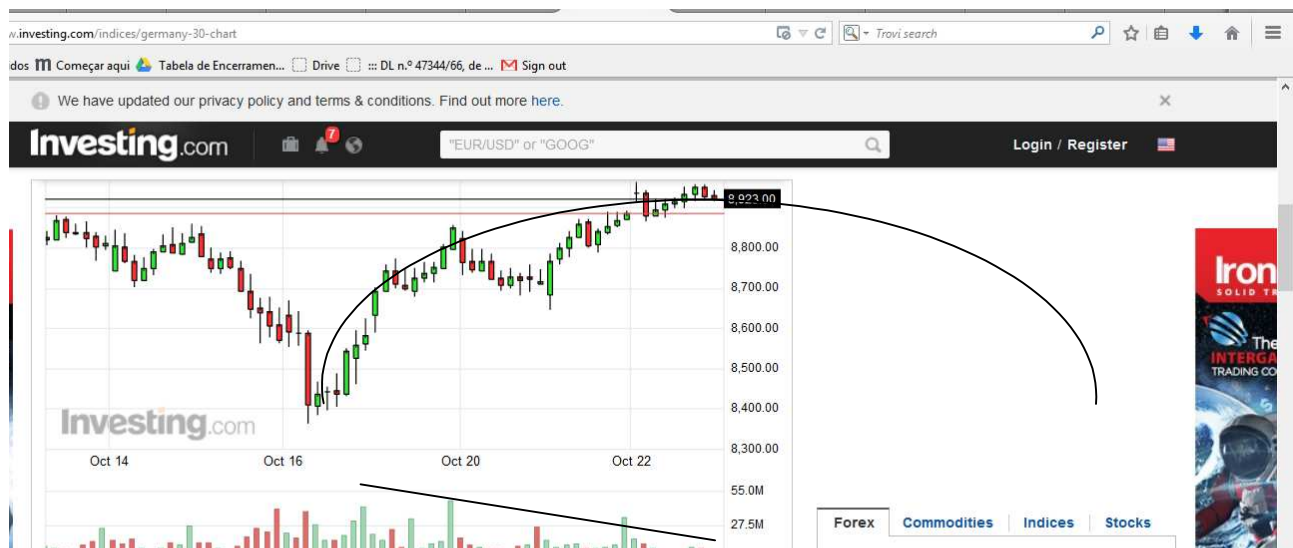 v.investing.com/indices/germany-30-chart
Trovi search
dos Começar aqui Tabela de Encerramen... Drive ::: DL n.º 47344/66, de ... Sign out
We have updated our privacy policy and terms & conditions. Find out more here.
Investing.com
7
"EUR/USD" or "GOOG"
Login / Register
8,923.00
8,800.00
8,700.00
8,600.00
8,500.00
8,400.00
8,300.00
Investing.com
Oct 14 Oct 16 Oct 20 Oct 22
55.0M
27.5M
Iron
SOLID TR
The
INTERGA
TRADING CO
Forex Commodities Indices Stocks